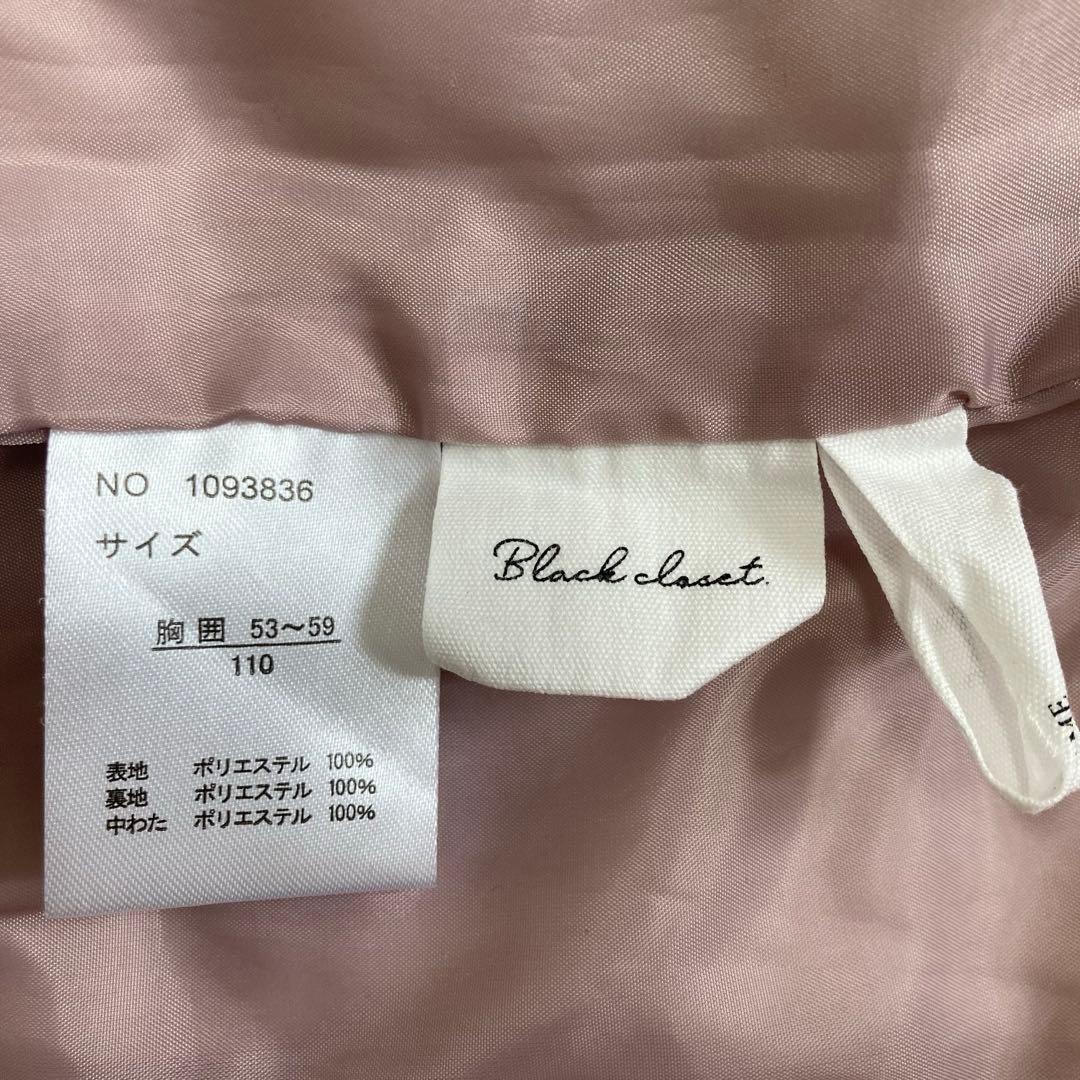 NO 1093836
サイズ
胸囲 53～59
110
表地 ポリエステル 100%
裏地 ポリエステル 100%
中わた ポリエステル 100%
Black closet.